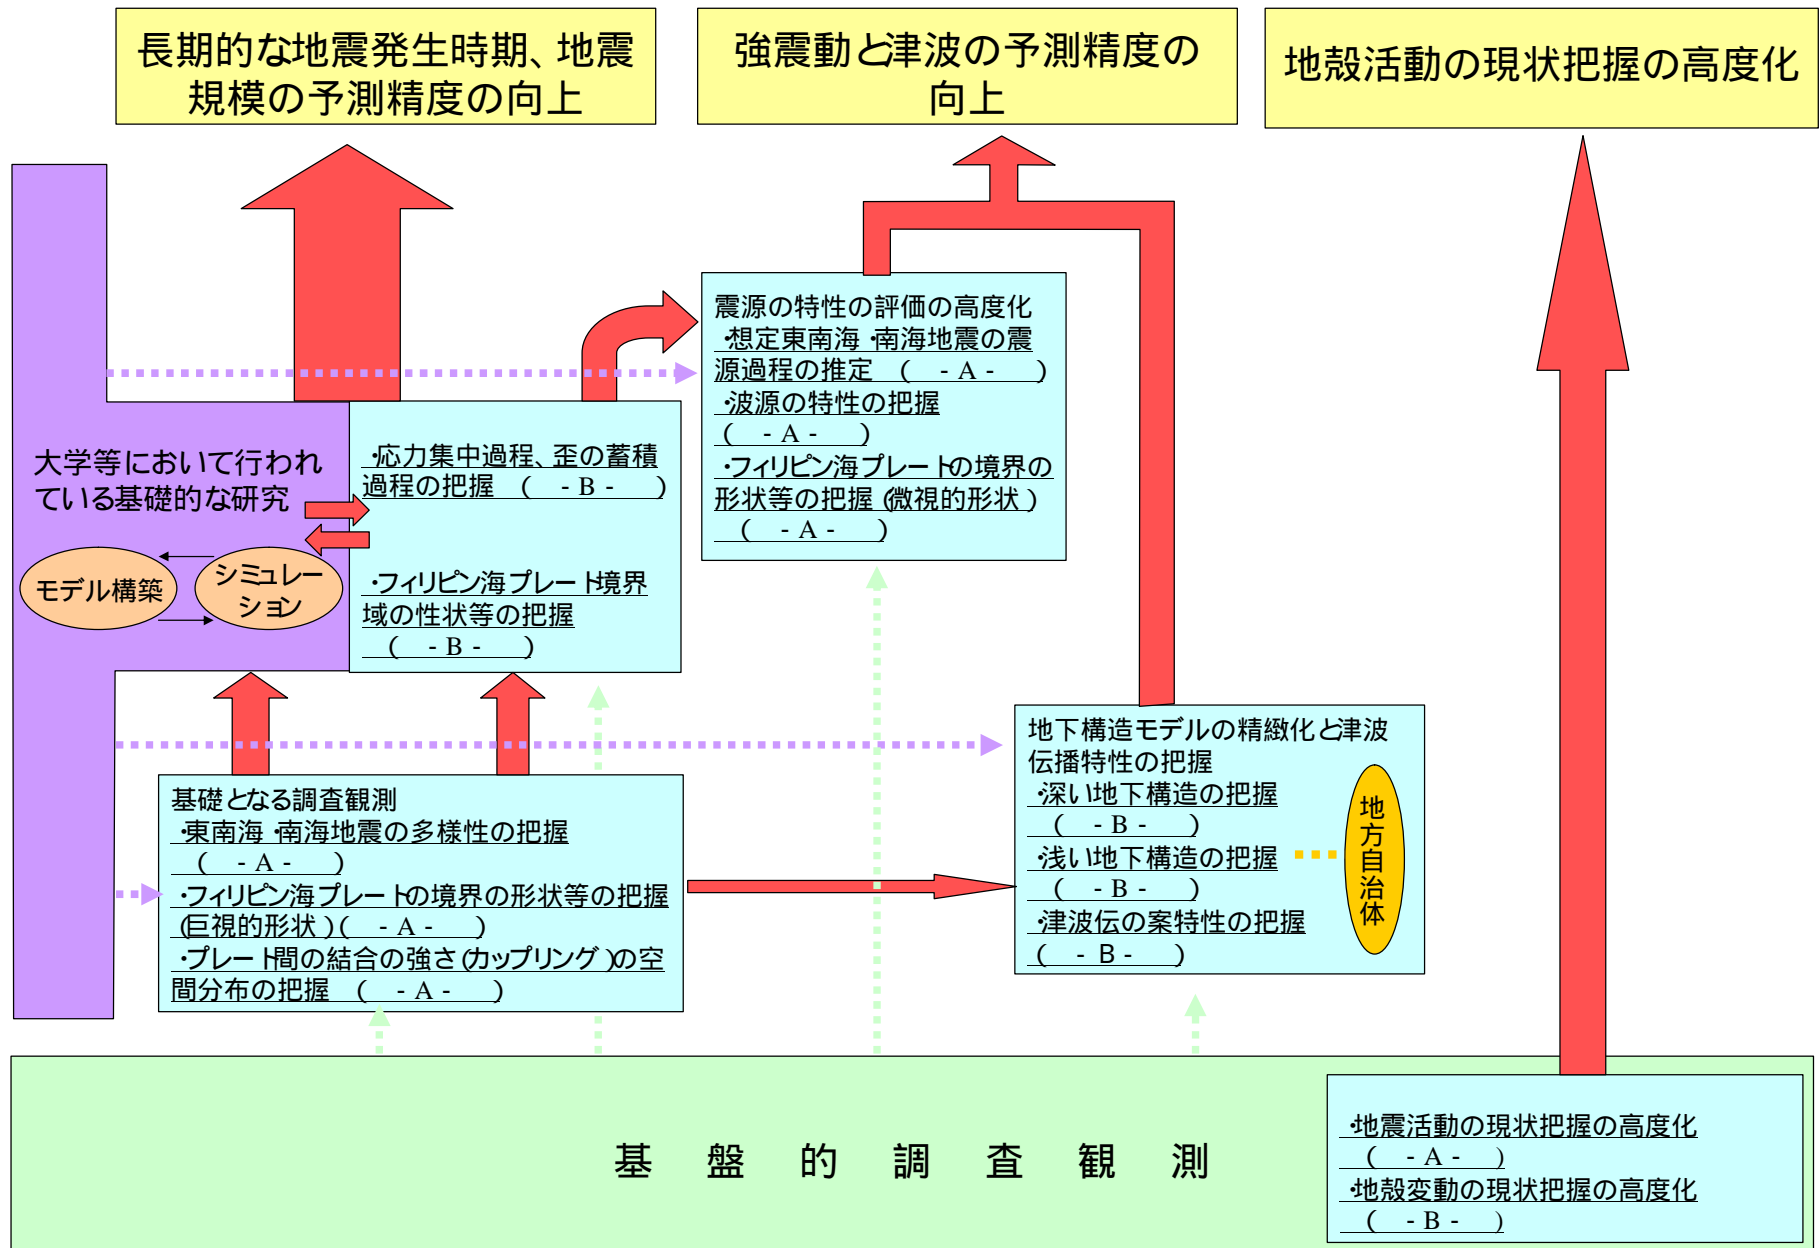 長期的な地震発生時期、地震
規模の予測精度の向上
強震動と津波の予測精度の
向上
地殻活動の現状把握の高度化
震源の特性の評価の高度化
・想定東南海・南海地震の震
源過程の推定 ( - A - )
・波源の特性の把握
( - A - )
・フィリピン海プレートの境界の
形状等の把握(微視的形状)
( - A - )
大学等において行われ
ている基礎的な研究
モデル構築
シミュレー
ション
・応力集中過程、歪の蓄積
過程の把握 ( - B - )
・フィリピン海プレート境界
域の性状等の把握
( - B - )
地下構造モデルの精緻化と津波
伝播特性の把握
・深い地下構造の把握
( - B - )
・浅い地下構造の把握
( - B - )
・津波伝の案特性の把握
( - B - )
地方自治体
基礎となる調査観測
・東南海・南海地震の多様性の把握
( - A - )
・フィリピン海プレートの境界の形状等の把握
(巨視的形状)( - A - )
・プレート間の結合の強さ(カップリング)の空
間分布の把握 ( - A - )
基 盤 的 調 査 観 測
・地震活動の現状把握の高度化
( - A - )
・地殻変動の現状把握の高度化
( - B - )